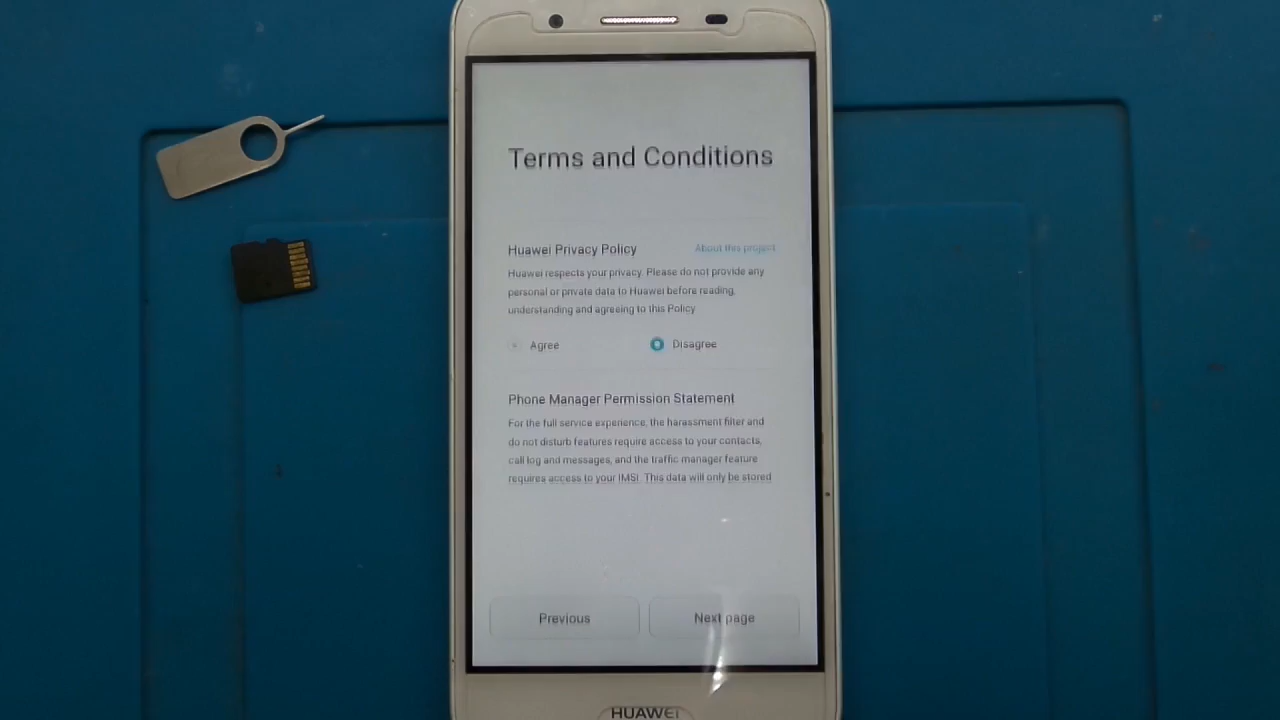 Terms and Conditions
Huawei Privacy Policy
About this project
Huawei respects your privacy. Please do not provide any
personal or private data to Huawei before reading,
understanding and agreeing to this Policy
Agree
Disagree
Phone Manager Permission Statement
For the full service experience, the harassment filter and
do not disturb features require access to your contacts,
call log and messages, and the traffic manager feature
requires access to your IMSI. This data will only be stored
Previous
Next page
HUAWEI